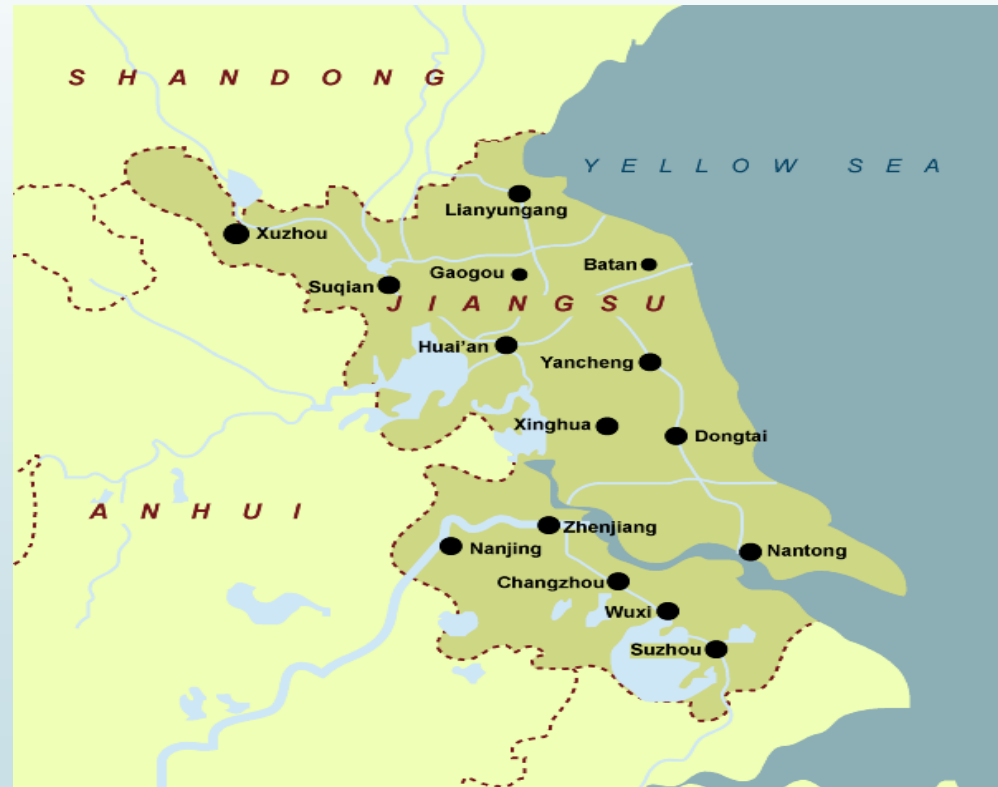 SHANDONG
YELLOW SEA
Lianyungang
Xuzhou
Batan
Gaogou
Suqian
JIANGSU
Huai'an
Yancheng
Xinghua
Dongtai
ANHUI
Zhenjiang
Nanjing
Nantong
Changzhou
Wuxi
Suzhou